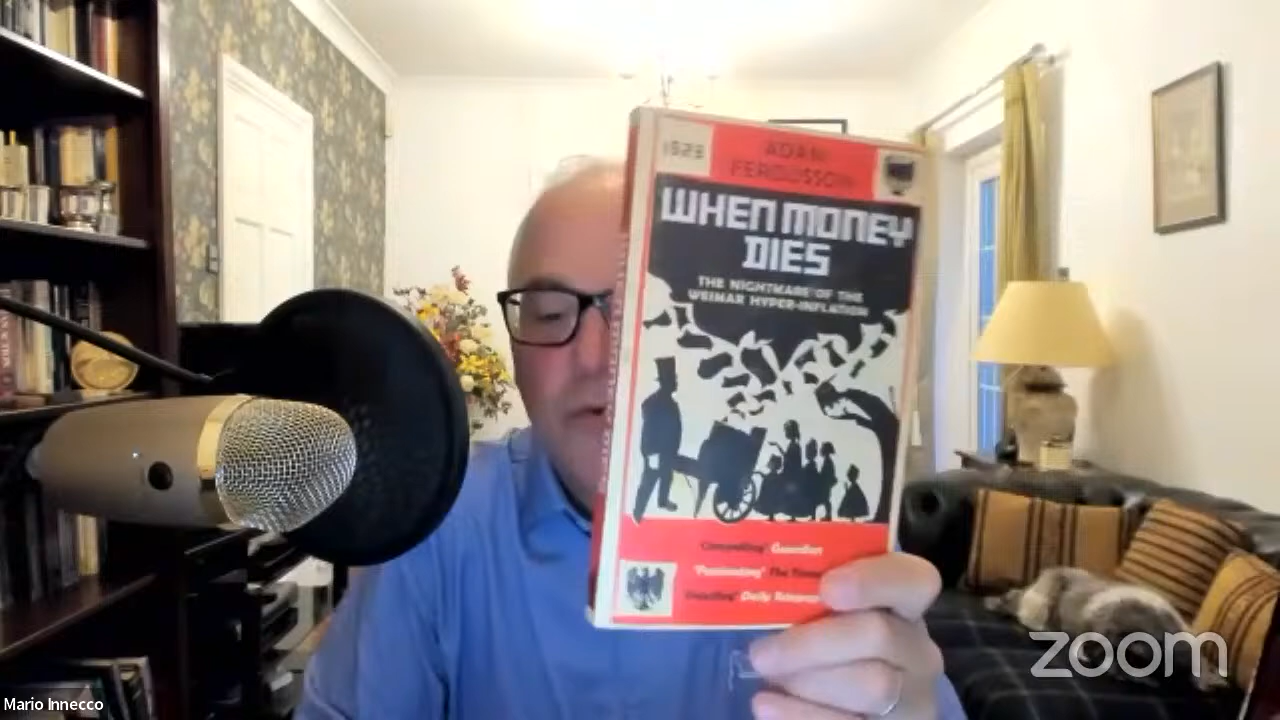 1923
ADAM
FERGUSSON
WHEN MONEY
DIES
THE NIGHTMARE OF THE
WEIMAR HYPER-INFLATION
'Compelling' Guardian
'Fascinating' The Times
Daily Telegraph
zoom
Mario Innecco